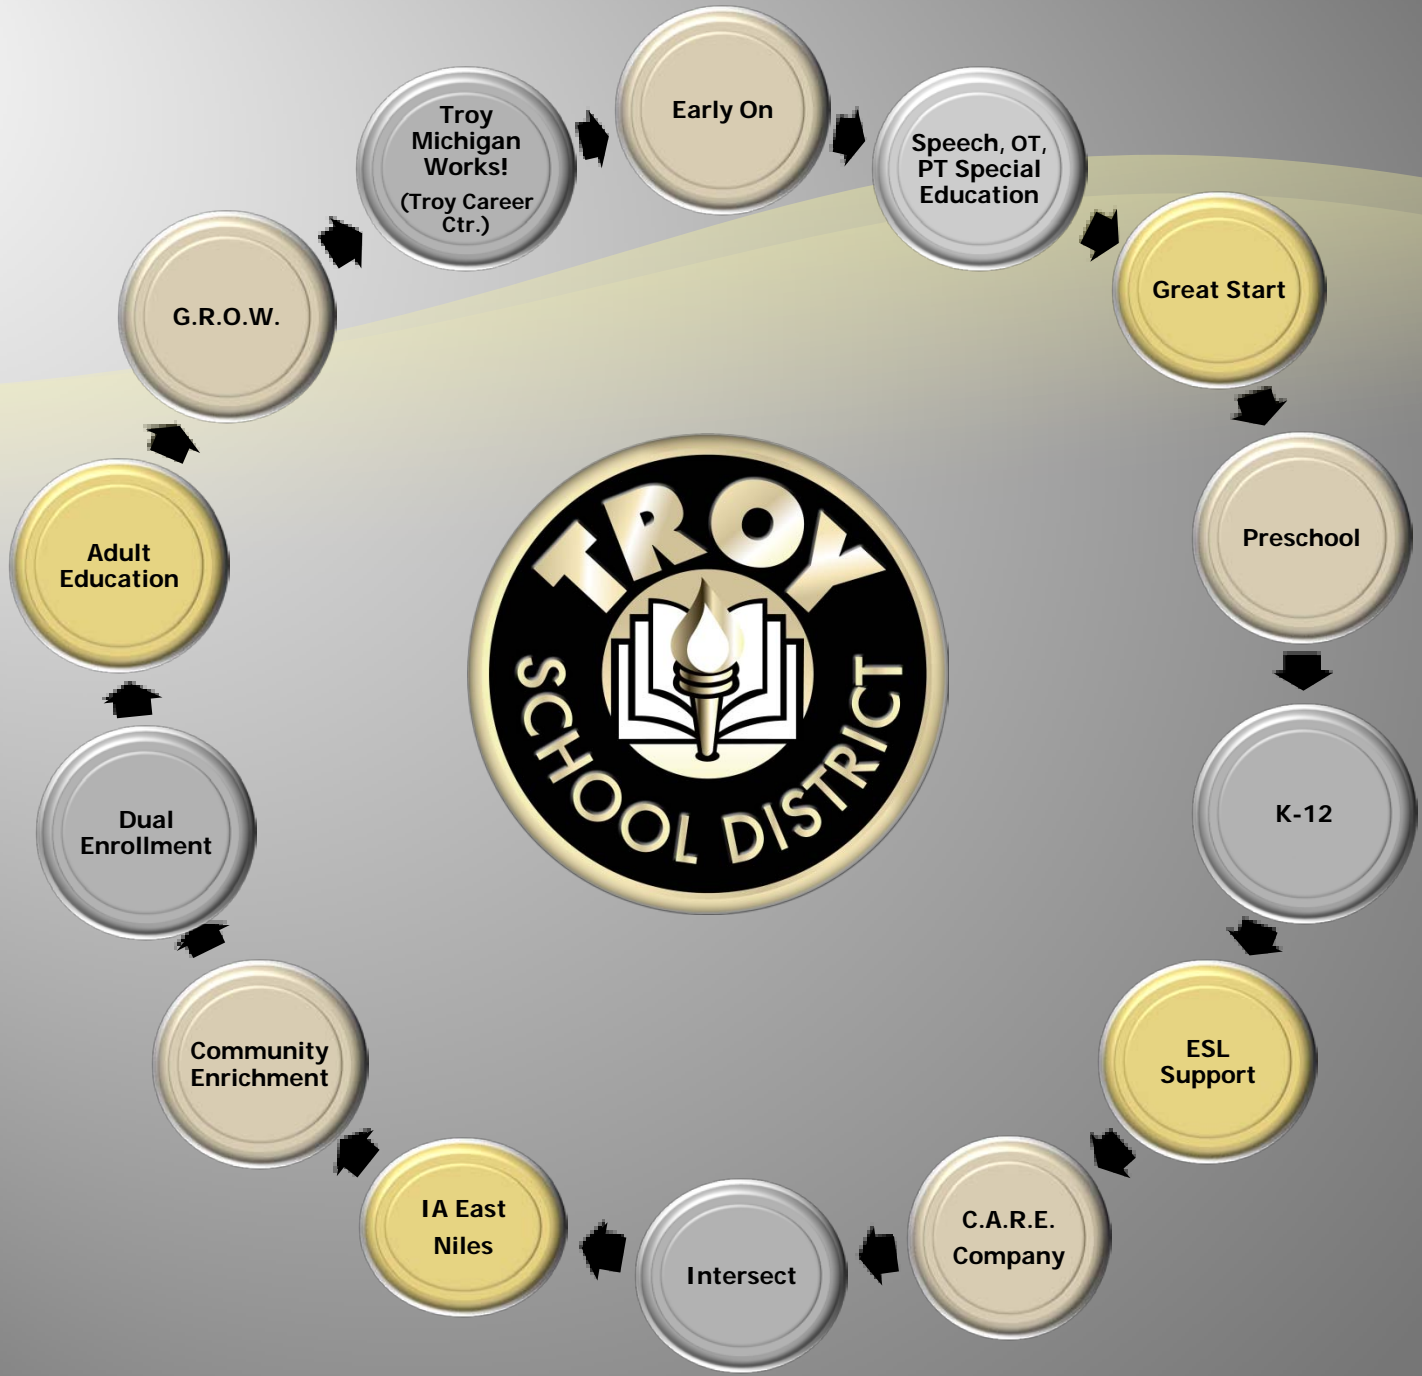 Early On
Speech, OT,
PT Special
Education
Great Start
Preschool
K-12
ESL
Support
C.A.R.E.
Company
Intersect
IA East
Niles
Community
Enrichment
Dual
Enrollment
Adult
Education
G.R.O.W.
Troy
Michigan
Works!
(Troy Career
Ctr.)
TROY
SCHOOL DISTRICT